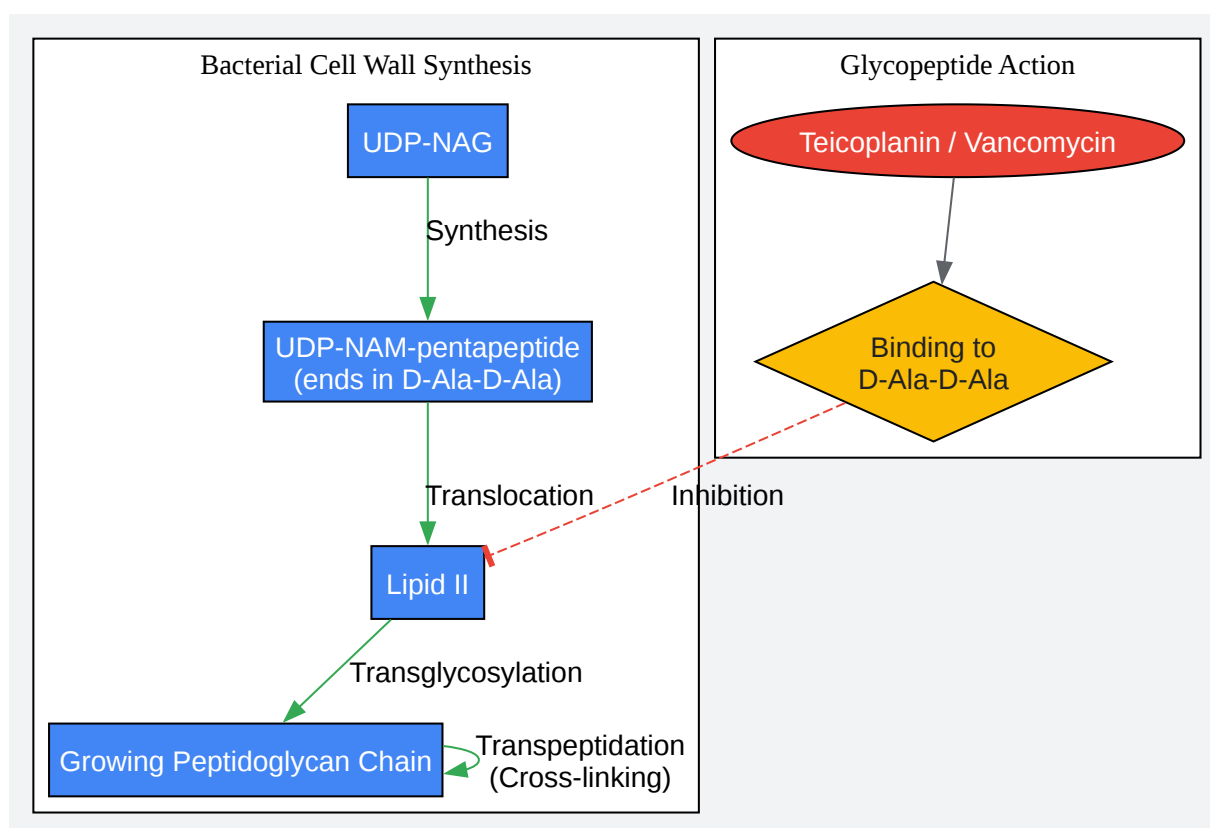 Bacterial Cell Wall Synthesis
UDP-NAG
Synthesis
UDP-NAM-pentapeptide
(ends in D-Ala-D-Ala)
Translocation
Lipid II
Transglycosylation
Growing Peptidoglycan Chain
Transpeptidation
(Cross-linking)
Glycopeptide Action
Teicoplanin / Vancomycin
Binding to
D-Ala-D-Ala
Inhibition